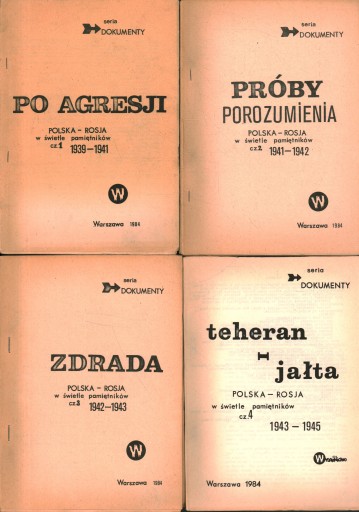 seria
DOKUMENTY
PO AGRESJI
POLSKA – ROSJA
w świetle pamiętników
cz.1 1939–1941
W
Warszawa 1984
seria
DOKUMENTY
PRÓBY
POROZUMIENIA
POLSKA – ROSJA
w świetle pamiętników
cz.2 1941–1942
W
Warszawa 1984
seria
DOKUMENTY
ZDRADA
POLSKA – ROSJA
w świetle pamiętników
cz.3 1942–1943
W
Warszawa 1984
seria
DOKUMENTY
teheran
jałta
POLSKA – ROSJA
w świetle pamiętników
cz.4
1943 – 1945
Warszawa 1984